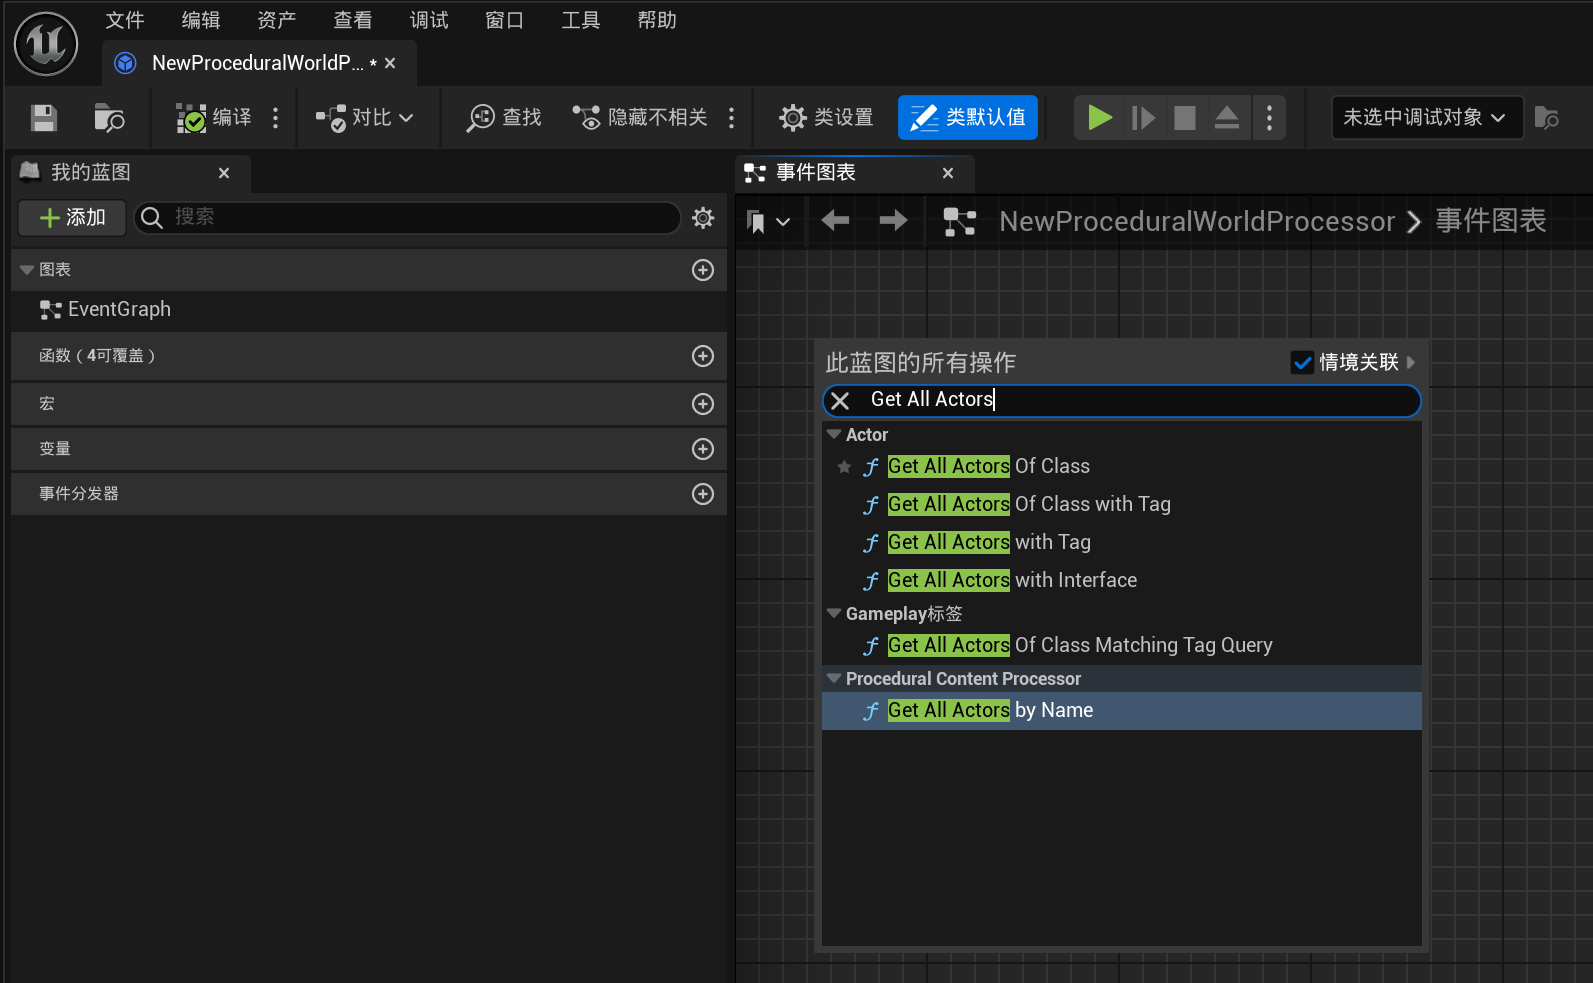 文件 编辑 资产 查看 调试 窗口 工具 帮助
NewProceduralWorldP... *
编译 对比 查找 隐藏不相关 类设置 类默认值 未选中调试对象
我的蓝图
添加 搜索
图表
EventGraph
函数（4可覆盖）
宏
变量
事件分发器
事件图表
NewProceduralWorldProcessor 事件图表
此蓝图的所有操作 情境关联
Get All Actors
Actor
Get All Actors Of Class
Get All Actors Of Class with Tag
Get All Actors with Tag
Get All Actors with Interface
Gameplay标签
Get All Actors Of Class Matching Tag Query
Procedural Content Processor
Get All Actors by Name